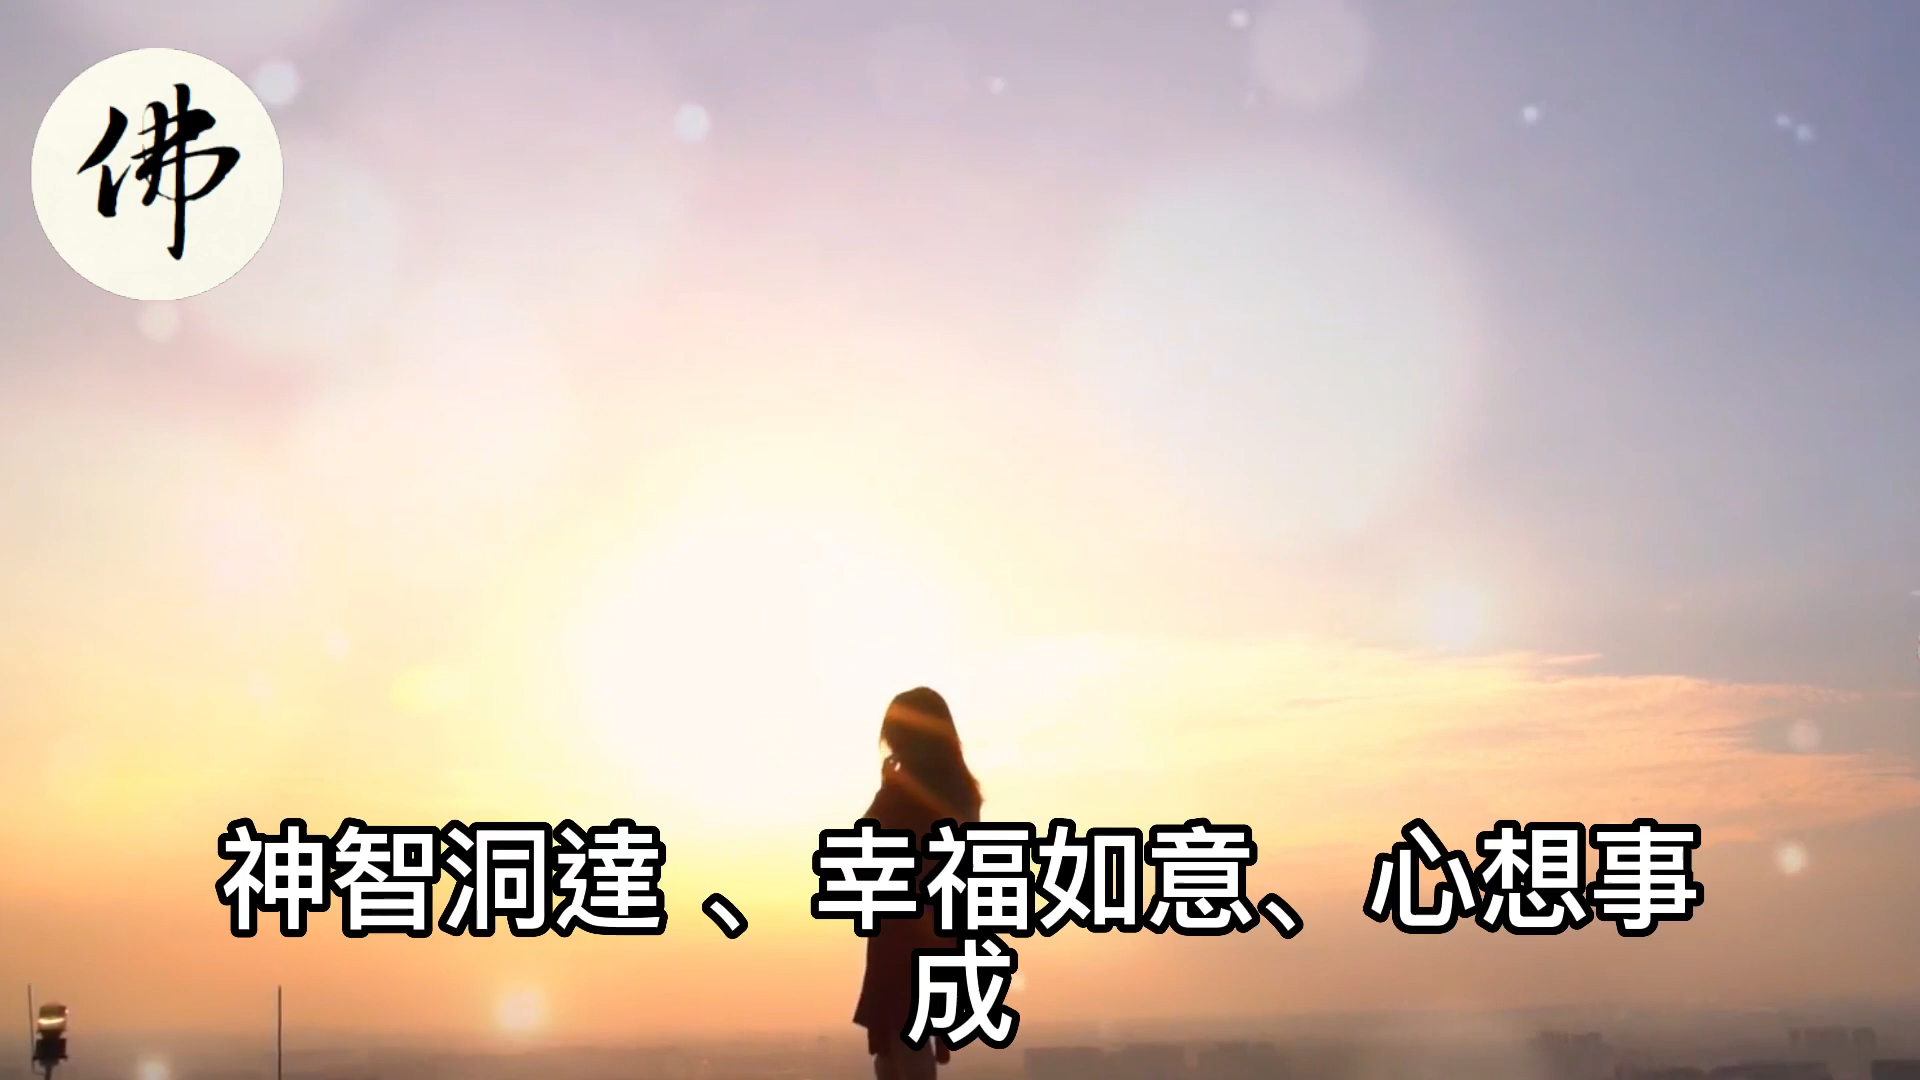 佛
神智洞達 、幸福如意、心想事
成